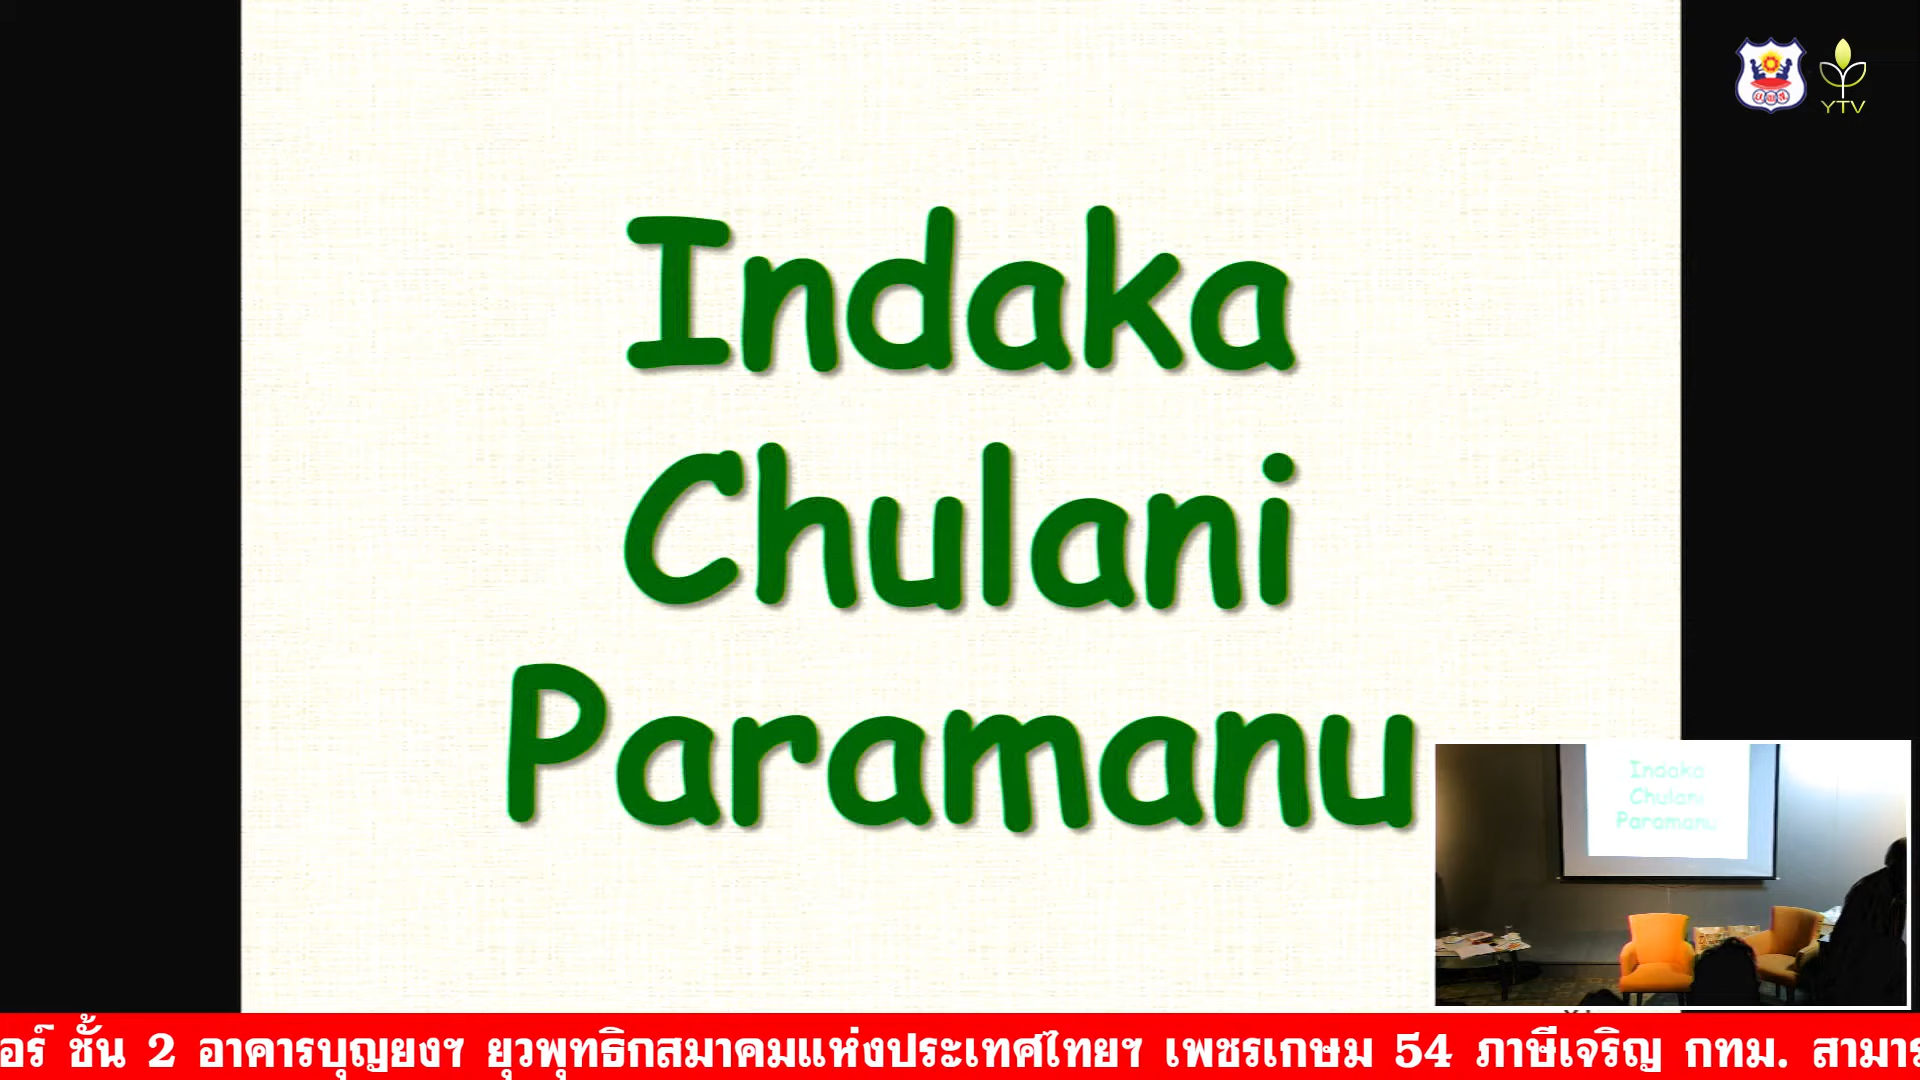 Indaka
Chulani
Paramanu
YTV
ยพส
Indaka
Chulani
Paramanu
อร์ ชั้น 2 อาคารบุญยงฯ ยุวพุทธิกสมาคมแห่งประเทศไทยฯ เพชรเกษม 54 ภาษีเจริญ กทม. สามาร